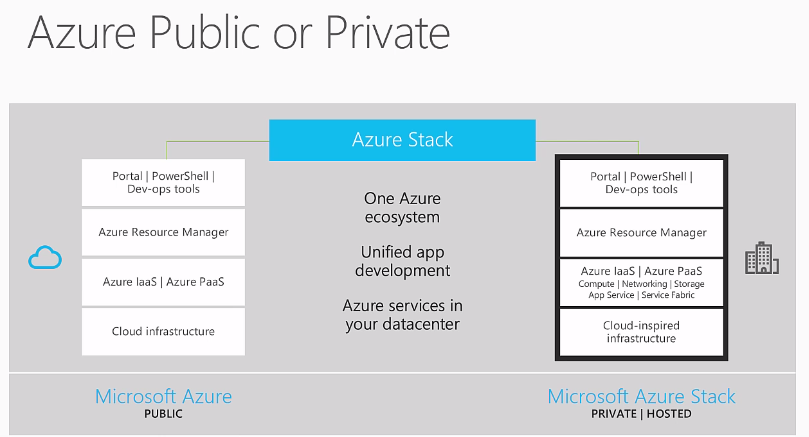 Azure Public or Private
Azure Stack
Portal | PowerShell |
Dev-ops tools
Azure Resource Manager
Azure IaaS | Azure PaaS
Cloud infrastructure
One Azure
ecosystem
Unified app
development
Azure services in
your datacenter
Portal | PowerShell |
Dev-ops tools
Azure Resource Manager
Azure IaaS | Azure PaaS
Compute | Networking | Storage
App Service | Service Fabric
Cloud-inspired
infrastructure
Microsoft Azure
PUBLIC
Microsoft Azure Stack
PRIVATE | HOSTED